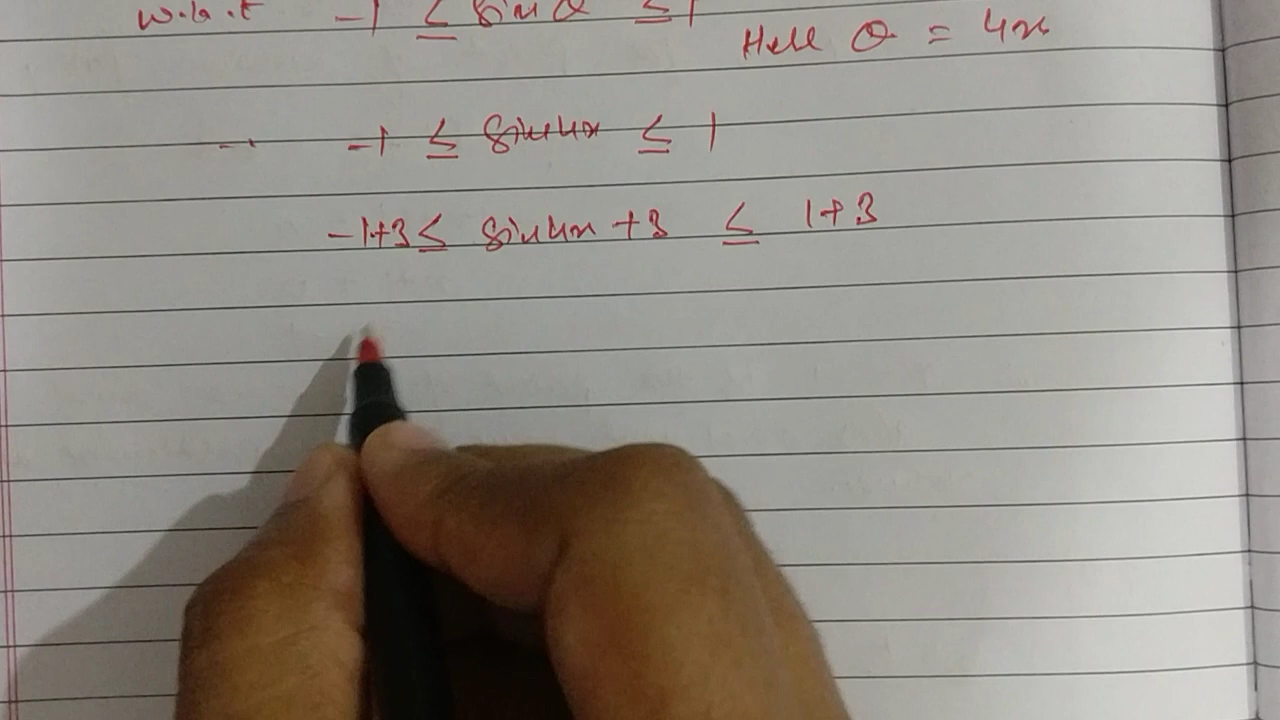 w.k.t -1 ≤ sin θ ≤ 1
Here θ = 4x
∴ -1 ≤ sin4x ≤ 1
-1+3 ≤ sin4x +3 ≤ 1+3